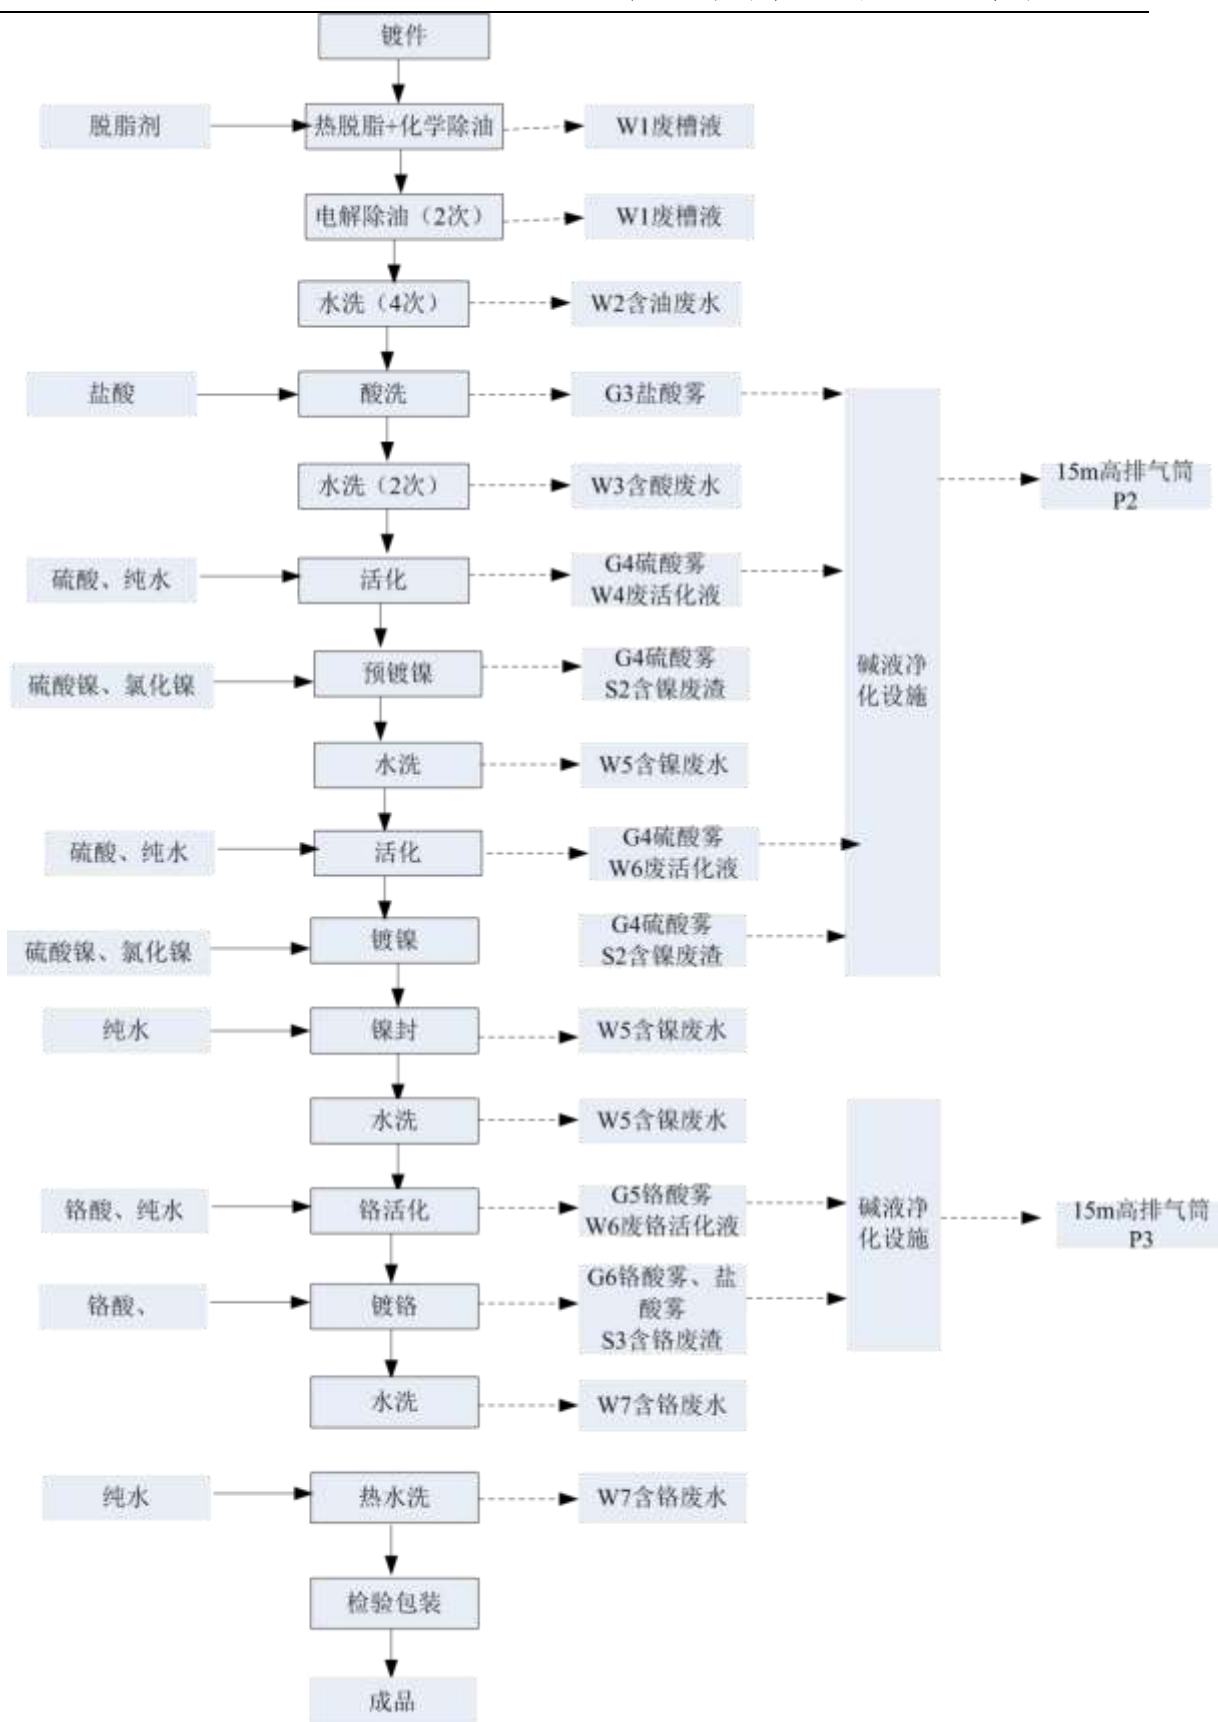 镀件
脱脂剂
热脱脂+化学除油
W1废槽液
电解除油（2次）
W1废槽液
水洗（4次）
W2含油废水
盐酸
酸洗
G3盐酸雾
水洗（2次）
W3含酸废水
15m高排气筒
P2
硫酸、纯水
活化
G4硫酸雾
W4废活化液
硫酸镍、氯化镍
预镀镍
G4硫酸雾
S2含镍废渣
碱液净
化设施
水洗
W5含镍废水
硫酸、纯水
活化
G4硫酸雾
W6废活化液
硫酸镍、氯化镍
镀镍
G4硫酸雾
S2含镍废渣
纯水
镍封
W5含镍废水
水洗
W5含镍废水
铬酸、纯水
铬活化
G5铬酸雾
W6废铬活化液
碱液净
化设施
15m高排气筒
P3
铬酸、
镀铬
G6铬酸雾、盐
酸雾
S3含铬废渣
水洗
W7含铬废水
纯水
热水洗
W7含铬废水
检验包装
成品